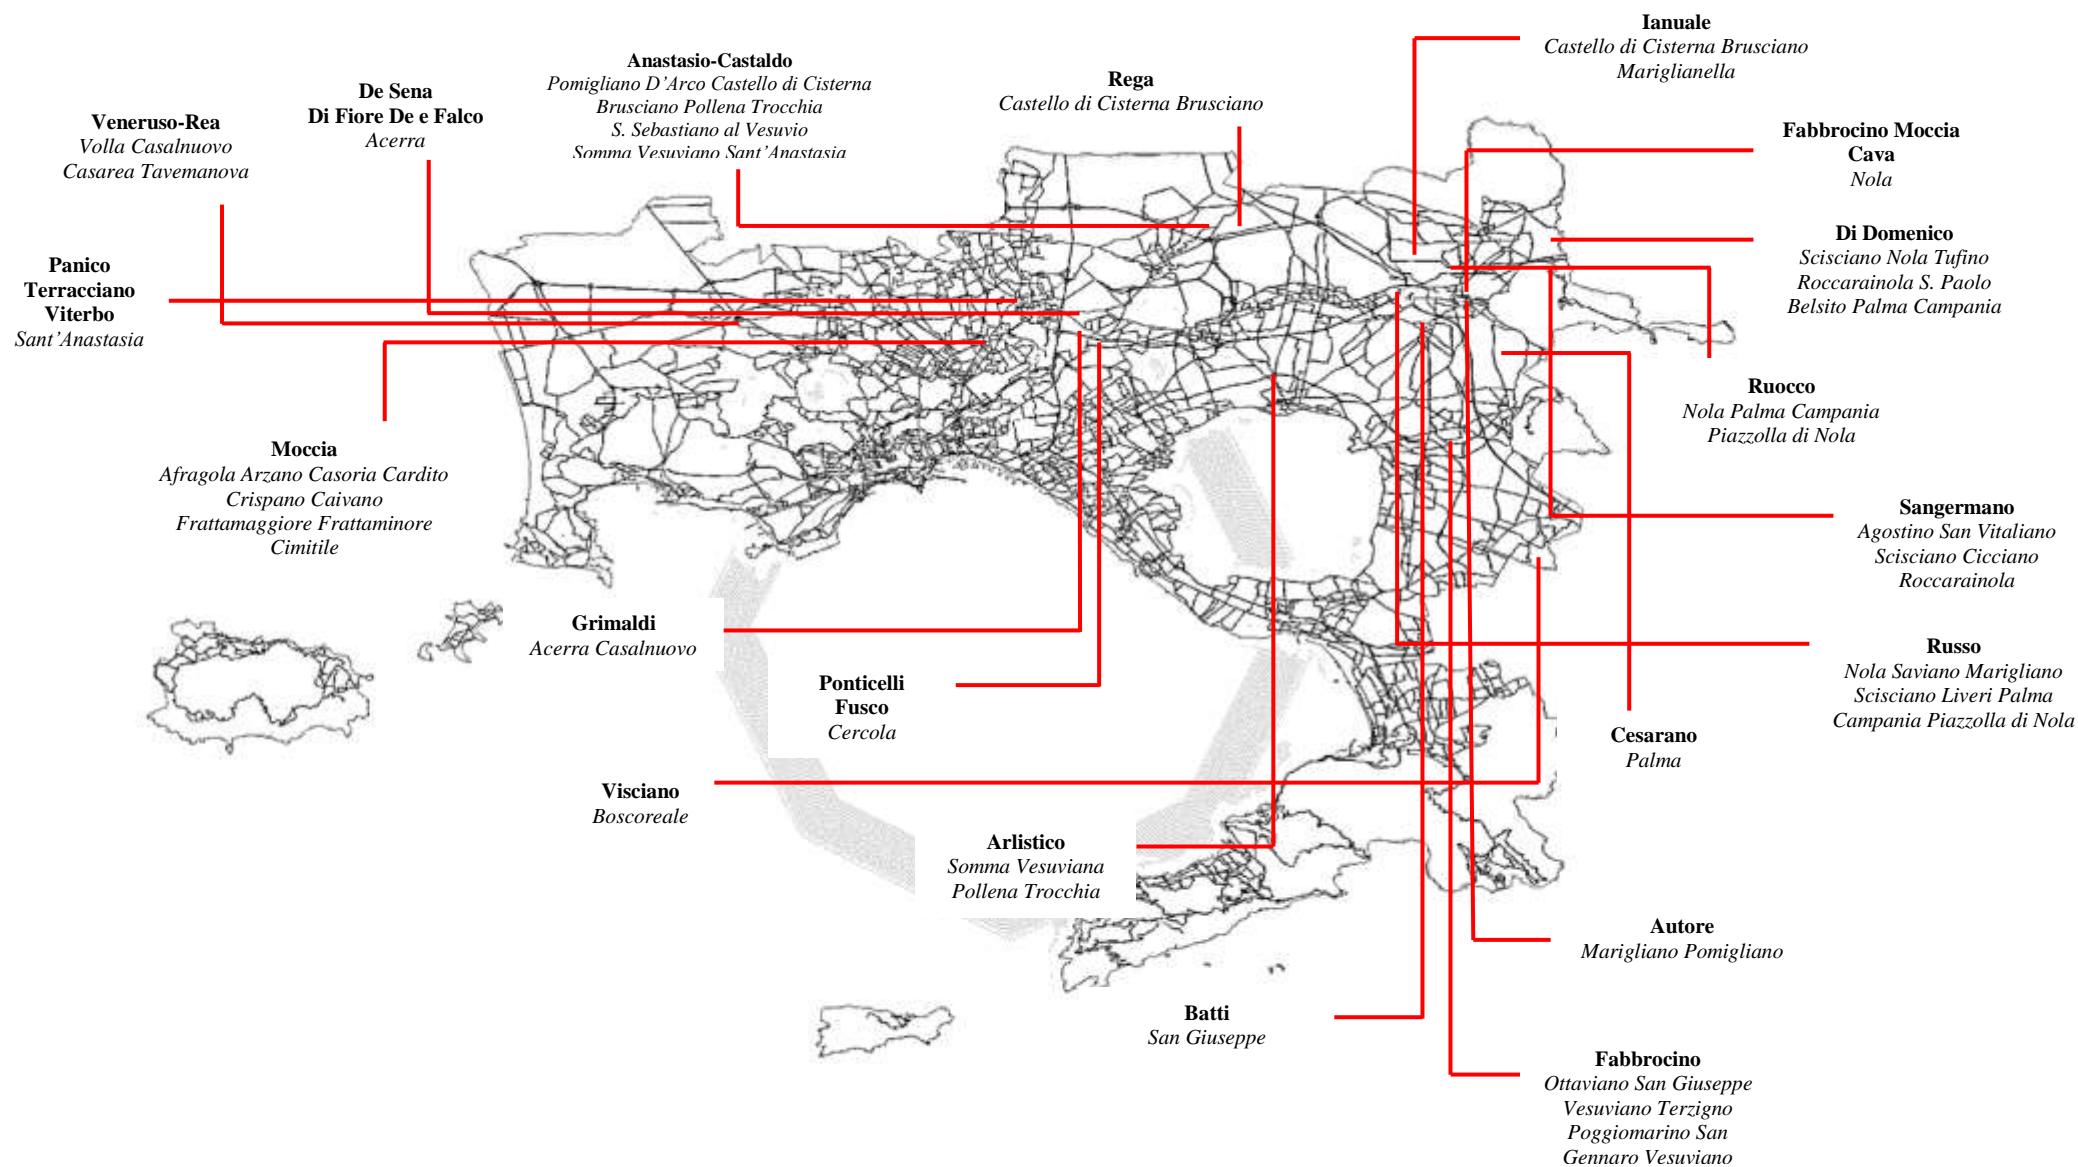 Ianuale
Castello di Cisterna Brusciano
Mariglianella
Anastasio-Castaldo
Pomigliano D'Arco Castello di Cisterna
Brusciano Pollena Trocchia
S. Sebastiano al Vesuvio
Somma Vesuviano Sant'Anastasia
Rega
Castello di Cisterna Brusciano
De Sena
Di Fiore De e Falco
Acerra
Veneruso-Rea
Volla Casalnuovo
Casarea Tavemanova
Fabbrocino Moccia
Cava
Nola
Di Domenico
Scisciano Nola Tufino
Roccarainola S. Paolo
Belsito Palma Campania
Panico
Terracciano
Viterbo
Sant'Anastasia
Ruocco
Nola Palma Campania
Piazzolla di Nola
Moccia
Afragola Arzano Casoria Cardito
Crispano Caivano
Frattamaggiore Frattaminore
Cimitile
Sangermano
Agostino San Vitaliano
Scisciano Cicciano
Roccarainola
Grimaldi
Acerra Casalnuovo
Russo
Nola Saviano Marigliano
Scisciano Liveri Palma
Campania Piazzolla di Nola
Ponticelli
Fusco
Cercola
Cesarano
Palma
Visciano
Boscoreale
Arlistico
Somma Vesuviana
Pollena Trocchia
Autore
Marigliano Pomigliano
Batti
San Giuseppe
Fabbrocino
Ottaviano San Giuseppe
Vesuviano Terzigno
Poggiomarino San
Gennaro Vesuviano